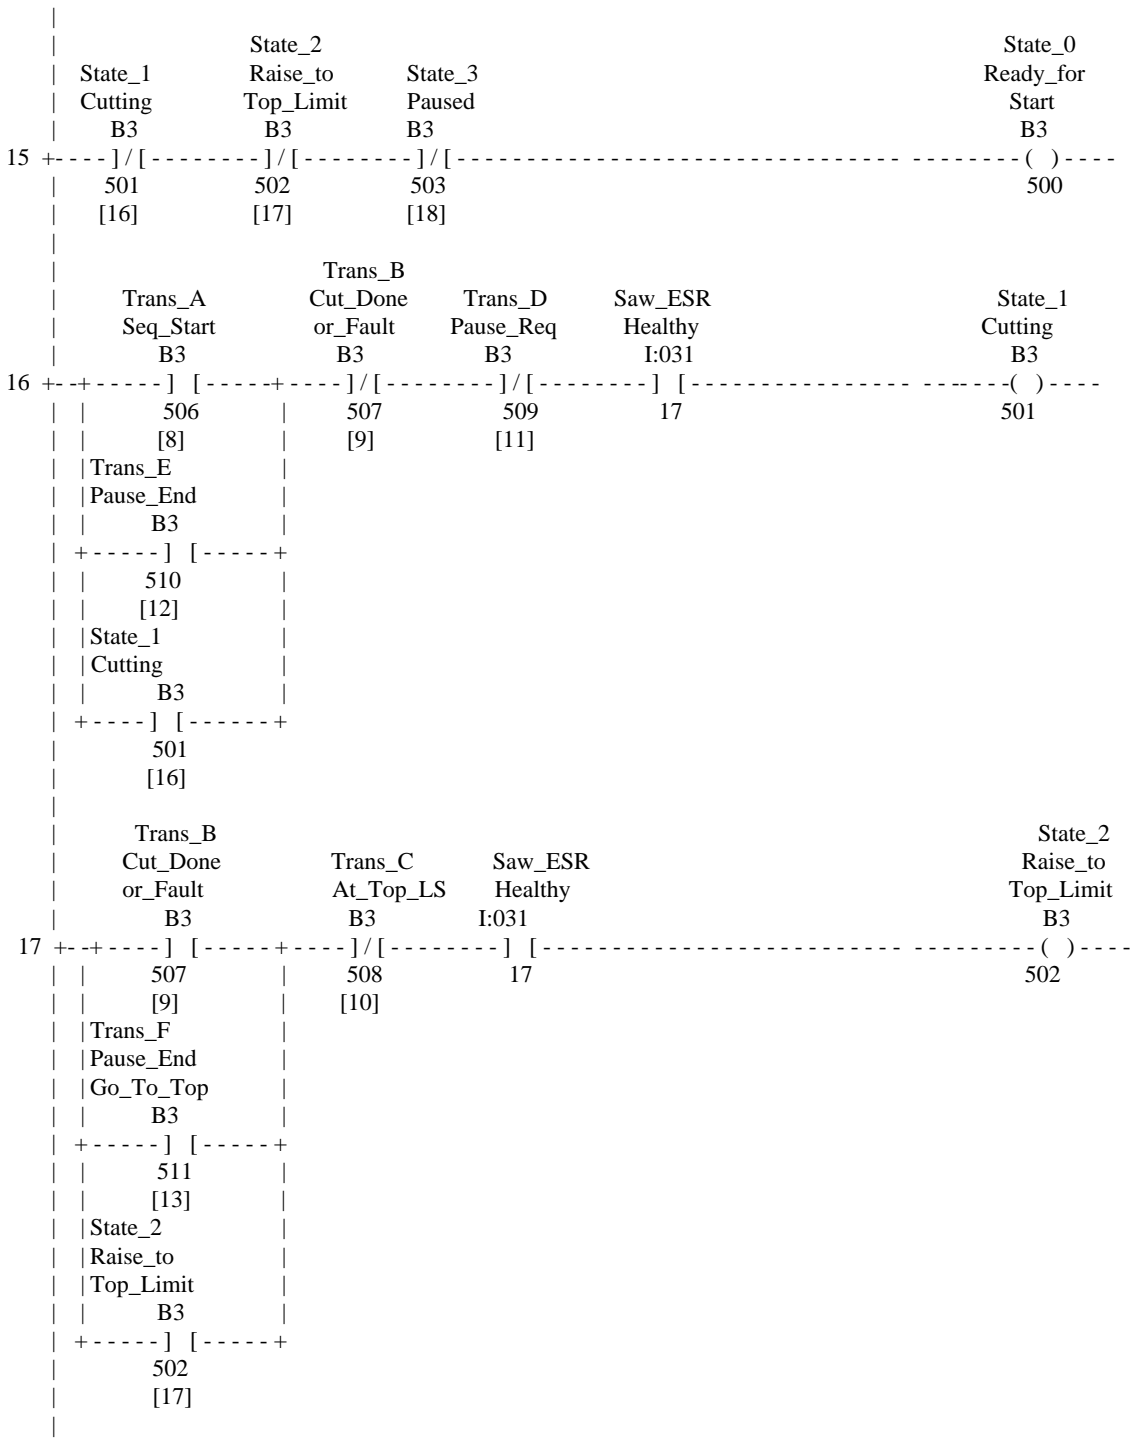 |
| State_2 State_0
| State_1 Raise_to State_3 Ready_for
| Cutting Top_Limit Paused Start
| B3 B3 B3 B3
15 +- - - - ] / [ - - - - - - - - ] / [ - - - - - - - - ] / [ - - - - - - - - - - - - - - - - - - - - - - - - - - - - - - - - - - - - - - - - ( ) - - - -
| 501 502 503 500
| [16] [17] [18]
|
| Trans_B
| Trans_A Cut_Done Trans_D Saw_ESR State_1
| Seq_Start or_Fault Pause_Req Healthy Cutting
| B3 B3 B3 I:031 B3
16 +--+ - - - - - ] [ - - - - -+ - - - - ] / [ - - - - - - - - ] / [ - - - - - - - - ] [ - - - - - - - - - - - - - - - - - ------( ) - - - -
| | 506 | 507 509 17 501
| | [8] | [9] [11]
| | Trans_E |
| | Pause_End |
| | B3 |
| + - - - - - ] [ - - - - - +
| | 510 |
| | [12] |
| | State_1 |
| | Cutting |
| | B3 |
| + - - - - ] [ - - - - - - +
| 501
| [16]
|
| Trans_B State_2
| Cut_Done Trans_C Saw_ESR Raise_to
| or_Fault At_Top_LS Healthy Top_Limit
| B3 B3 I:031 B3
17 +--+ - - - - ] [ - - - - - + - - - - ] / [ - - - - - - - - ] [ - - - - - - - - - - - - - - - - - - - - - - - - - - - - - - - - - - - ( ) - - - -
| | 507 | 508 17 502
| | [9] | [10]
| | Trans_F |
| | Pause_End |
| | Go_To_Top |
| | B3 |
| + - - - - - ] [ - - - - - +
| | 511 |
| | [13] |
| | State_2 |
| | Raise_to |
| | Top_Limit |
| | B3 |
| + - - - - - ] [ - - - - - +
| 502
| [17]
|